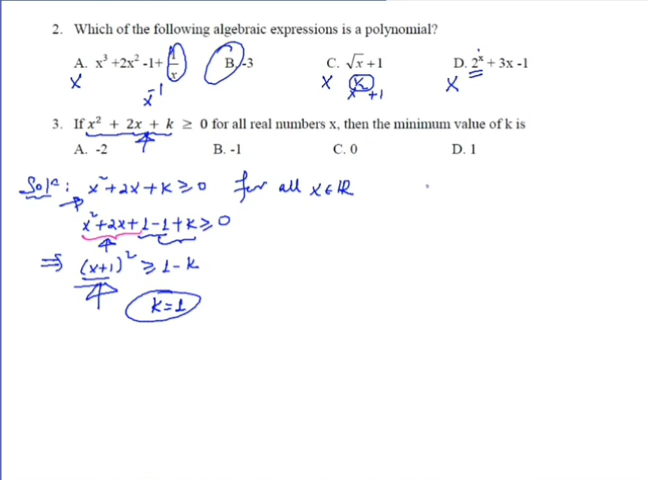 2. Which of the following algebraic expressions is a polynomial?
A. x³ +2x² -1+ 1/x B. -3 C. √x +1 D. 2ˣ + 3x -1
x x⁻¹ x √x +1 x
3. If x² + 2x + k ≥ 0 for all real numbers x, then the minimum value of k is
A. -2 B. -1 C. 0 D. 1
Solⁿ: x²+2x+k≥0 for all x∈ℝ
x²+2x+1-1+k≥0
⇒ (x+1)² ≥ 1-k
k=1